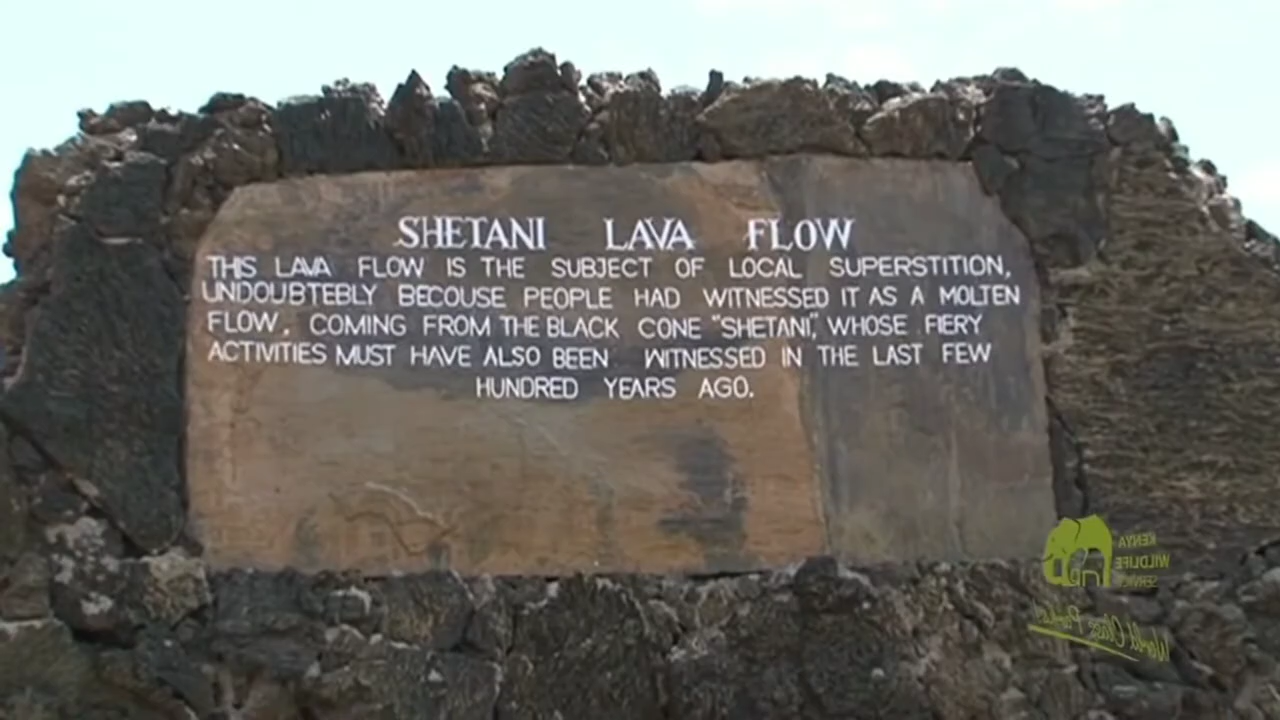 SHETANI LAVA FLOW
THIS LAVA FLOW IS THE SUBJECT OF LOCAL SUPERSTITION,
UNDOUBTEBLY BECOUSE PEOPLE HAD WITNESSED IT AS A MOLTEN
FLOW, COMING FROM THE BLACK CONE "SHETANI", WHOSE FIERY
ACTIVITIES MUST HAVE ALSO BEEN WITNESSED IN THE LAST FEW
HUNDRED YEARS AGO.
KENYA
WILDLIFE
SERVICE
World Class Parks